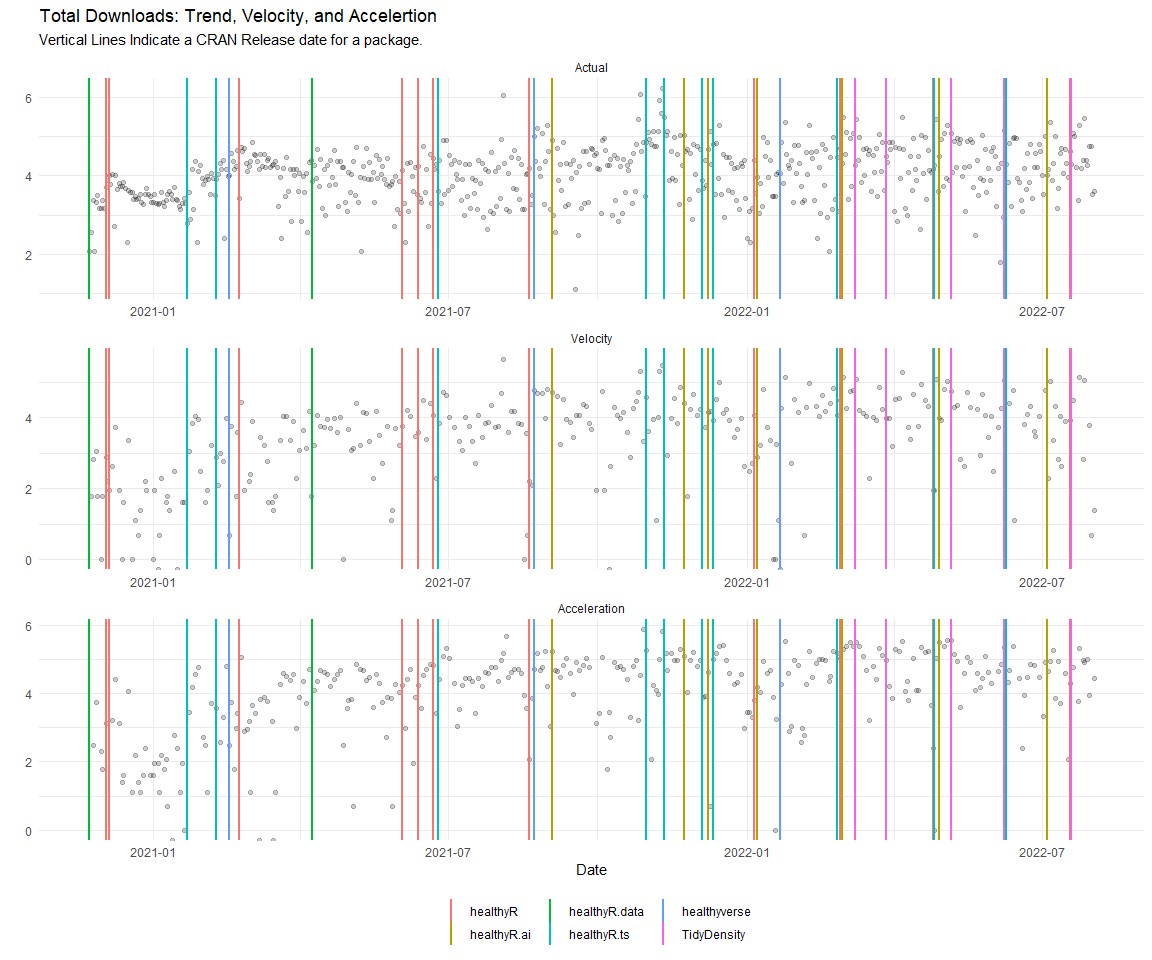 Total Downloads: Trend, Velocity, and Accelertion
Vertical Lines Indicate a CRAN Release date for a package.
Actual
6
4
2
2021-01 2021-07 2022-01 2022-07
Velocity
4
2
0
2021-01 2021-07 2022-01 2022-07
Acceleration
6
4
2
0
2021-01 2021-07 2022-01 2022-07
Date
healthyR healthyR.data healthyverse
healthyR.ai healthyR.ts TidyDensity